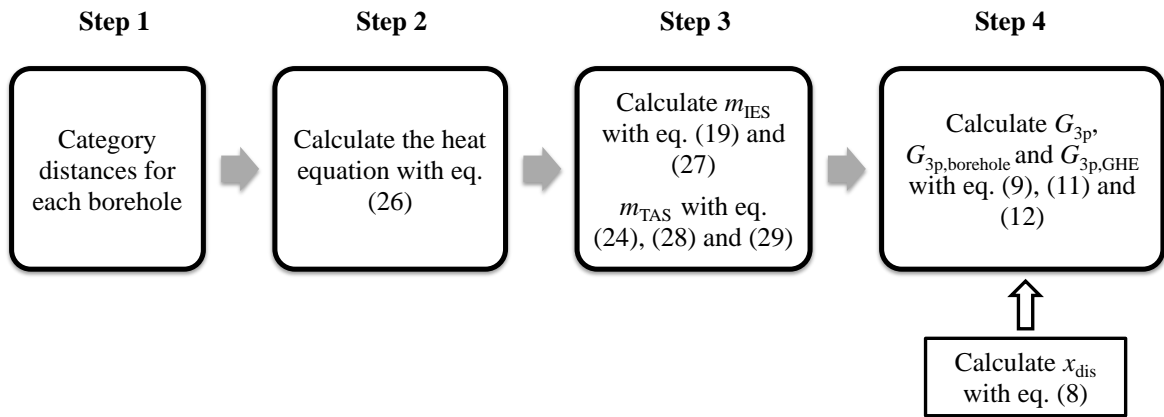 Step 1
Step 2
Step 3
Step 4
Category
distances for
each borehole
Calculate the heat
equation with eq.
(26)
Calculate m_IES
with eq. (19) and
(27)
m_TAS with eq.
(24), (28) and (29)
Calculate G_3p,
G_3p,borehole and G_3p,GHE
with eq. (9), (11) and
(12)
Calculate x_dis
with eq. (8)